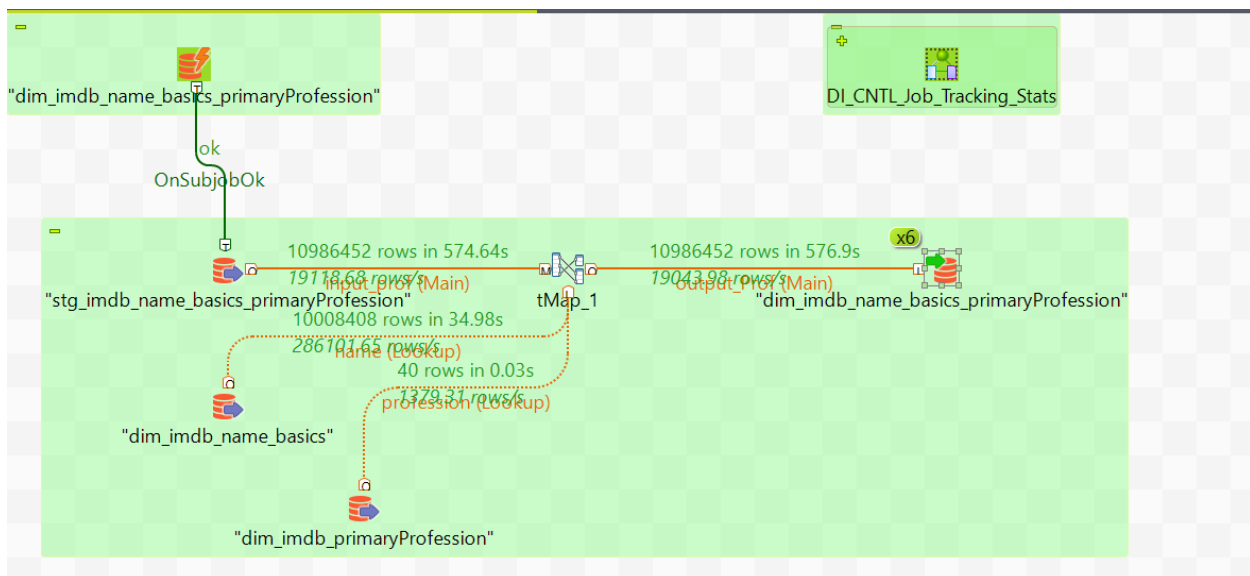 "dim_imdb_name_basics_primaryProfession"
DI_CNTL_Job_Tracking_Stats
ok
OnSubjobOk
10986452 rows in 574.64s
19118.68 rows/s
input_prof (Main)
"stg_imdb_name_basics_primaryProfession"
tMap_1
10986452 rows in 576.9s
19043.98 rows/s
output_Prof (Main)
x6
"dim_imdb_name_basics_primaryProfession"
10008408 rows in 34.98s
286101.65 rows/s
name (Lookup)
40 rows in 0.03s
1379.31 rows/s
profession (Lookup)
"dim_imdb_name_basics"
"dim_imdb_primaryProfession"